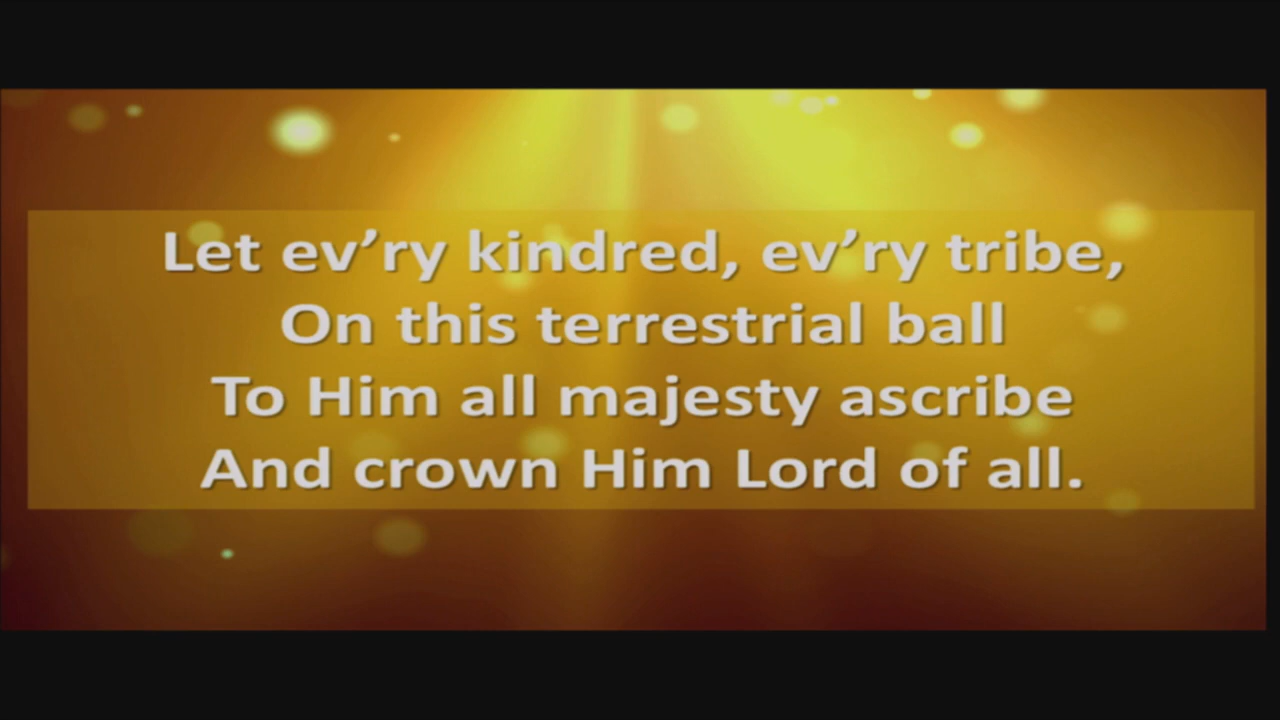 Let ev’ry kindred, ev’ry tribe,
On this terrestrial ball
To Him all majesty ascribe
And crown Him Lord of all.